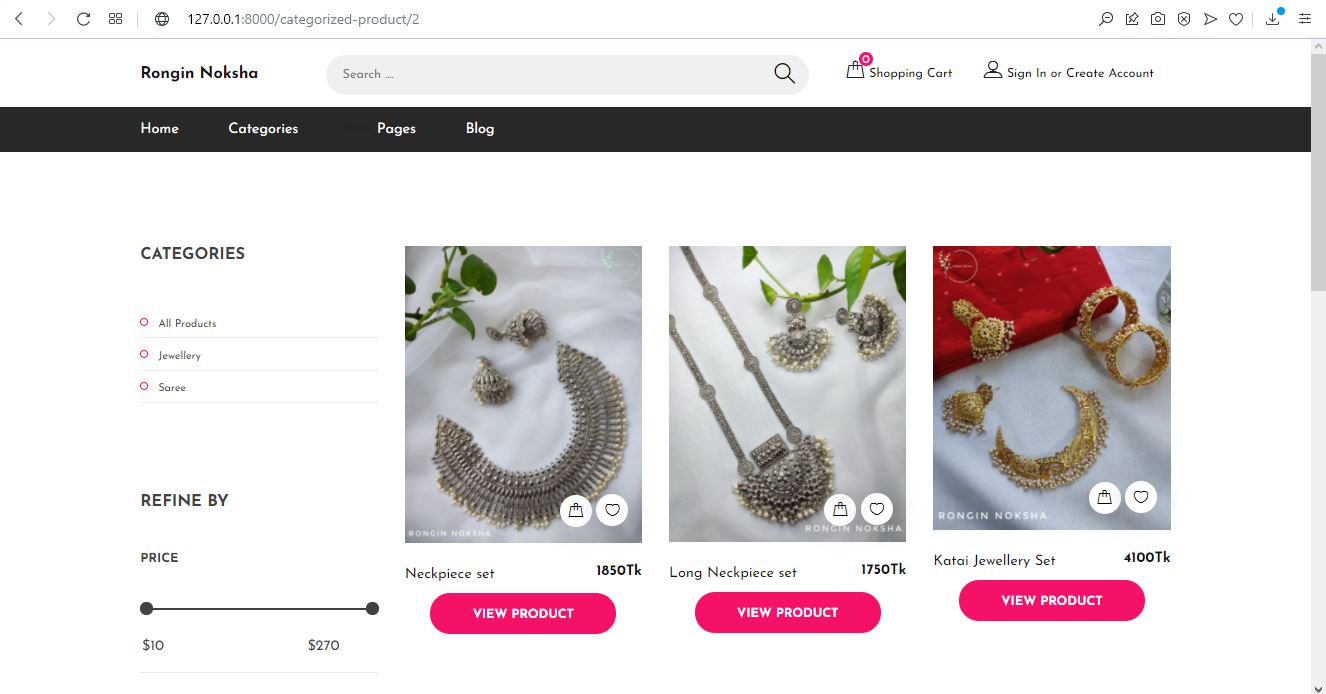 127.0.0.1:8000/categorized-product/2
Rongin Noksha
Search ....
0
Shopping Cart
Sign In or Create Account
Home
Categories
Pages
Blog
CATEGORIES
All Products
Jewellery
Saree
REFINE BY
PRICE
$10
$270
RONGIN NOKSHA
Neckpiece set
1850Tk
VIEW PRODUCT
RONGIN NOKSHA
Long Neckpiece set
1750Tk
VIEW PRODUCT
RONGIN NOKSHA
Katai Jewellery Set
4100Tk
VIEW PRODUCT